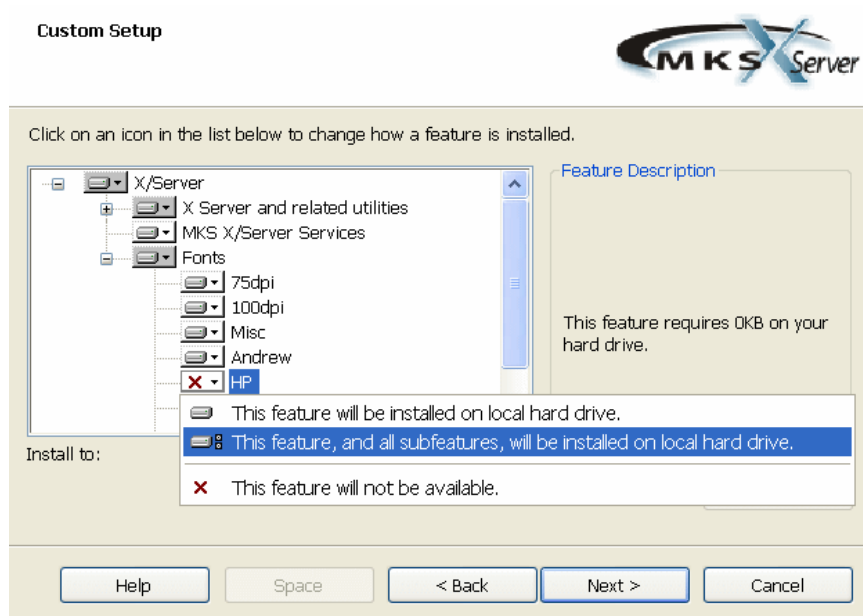 Custom Setup
MKS X Server
Click on an icon in the list below to change how a feature is installed.
X/Server
X Server and related utilities
MKS X/Server Services
Fonts
75dpi
100dpi
Misc
Andrew
HP
Feature Description
This feature requires 0KB on your
hard drive.
This feature will be installed on local hard drive.
This feature, and all subfeatures, will be installed on local hard drive.
This feature will not be available.
Install to:
Help
Space
< Back
Next >
Cancel